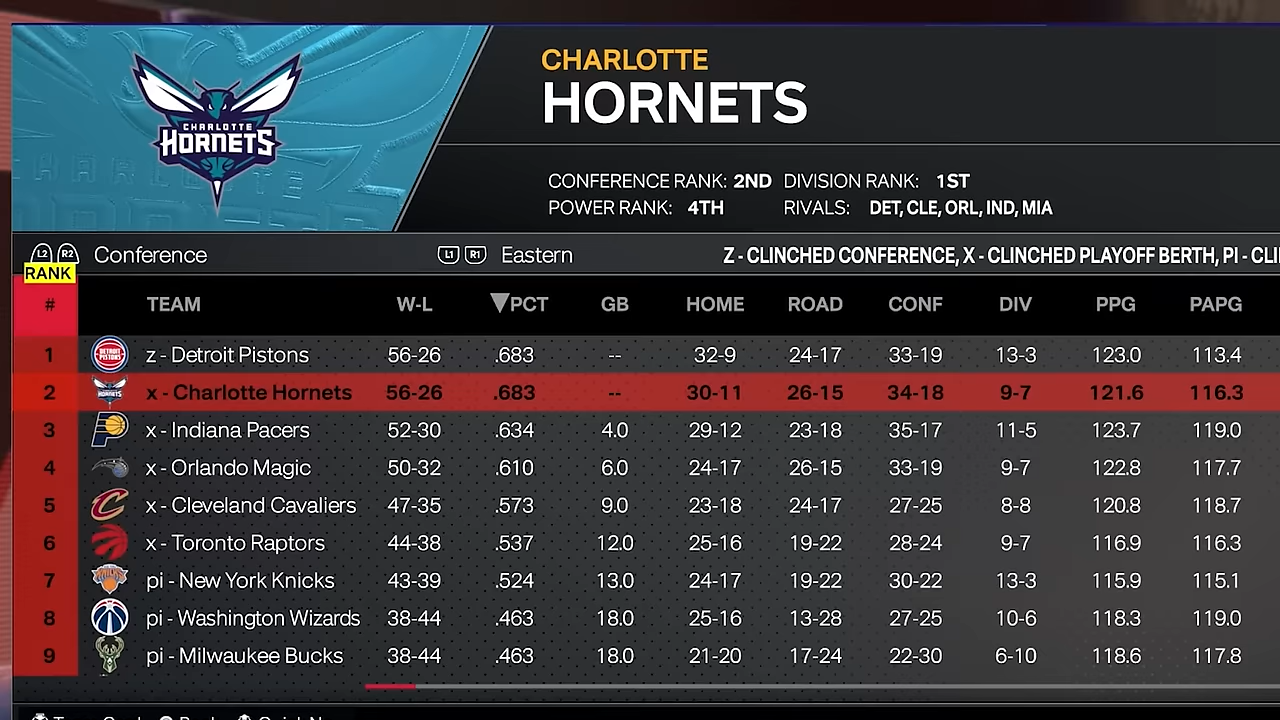 CHARLOTTE
HORNETS
CHARLOTTE
HORNETS
CONFERENCE RANK: 2ND DIVISION RANK: 1ST
POWER RANK: 4TH RIVALS: DET, CLE, ORL, IND, MIA
L2 R2 Conference L1 R1 Eastern Z - CLINCHED CONFERENCE, X - CLINCHED PLAYOFF BERTH, PI - CLI
RANK
# TEAM W-L PCT GB HOME ROAD CONF DIV PPG PAPG
1 z - Detroit Pistons 56-26 .683 -- 32-9 24-17 33-19 13-3 123.0 113.4
2 x - Charlotte Hornets 56-26 .683 -- 30-11 26-15 34-18 9-7 121.6 116.3
3 x - Indiana Pacers 52-30 .634 4.0 29-12 23-18 35-17 11-5 123.7 119.0
4 x - Orlando Magic 50-32 .610 6.0 24-17 26-15 33-19 9-7 122.8 117.7
5 x - Cleveland Cavaliers 47-35 .573 9.0 23-18 24-17 27-25 8-8 120.8 118.7
6 x - Toronto Raptors 44-38 .537 12.0 25-16 19-22 28-24 9-7 116.9 116.3
7 pi - New York Knicks 43-39 .524 13.0 24-17 19-22 30-22 13-3 115.9 115.1
8 pi - Washington Wizards 38-44 .463 18.0 25-16 13-28 27-25 10-6 118.3 119.0
9 pi - Milwaukee Bucks 38-44 .463 18.0 21-20 17-24 22-30 6-10 118.6 117.8